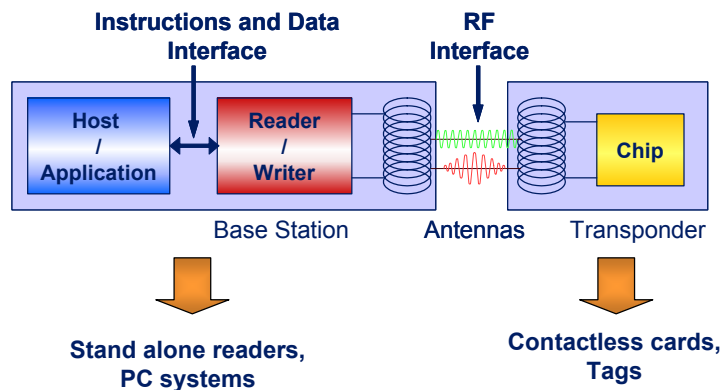 Instructions and Data
Interface
RF
Interface
Host
/
Application
Reader
/
Writer
Chip
Base Station
Antennas
Transponder
Stand alone readers,
PC systems
Contactless cards,
Tags